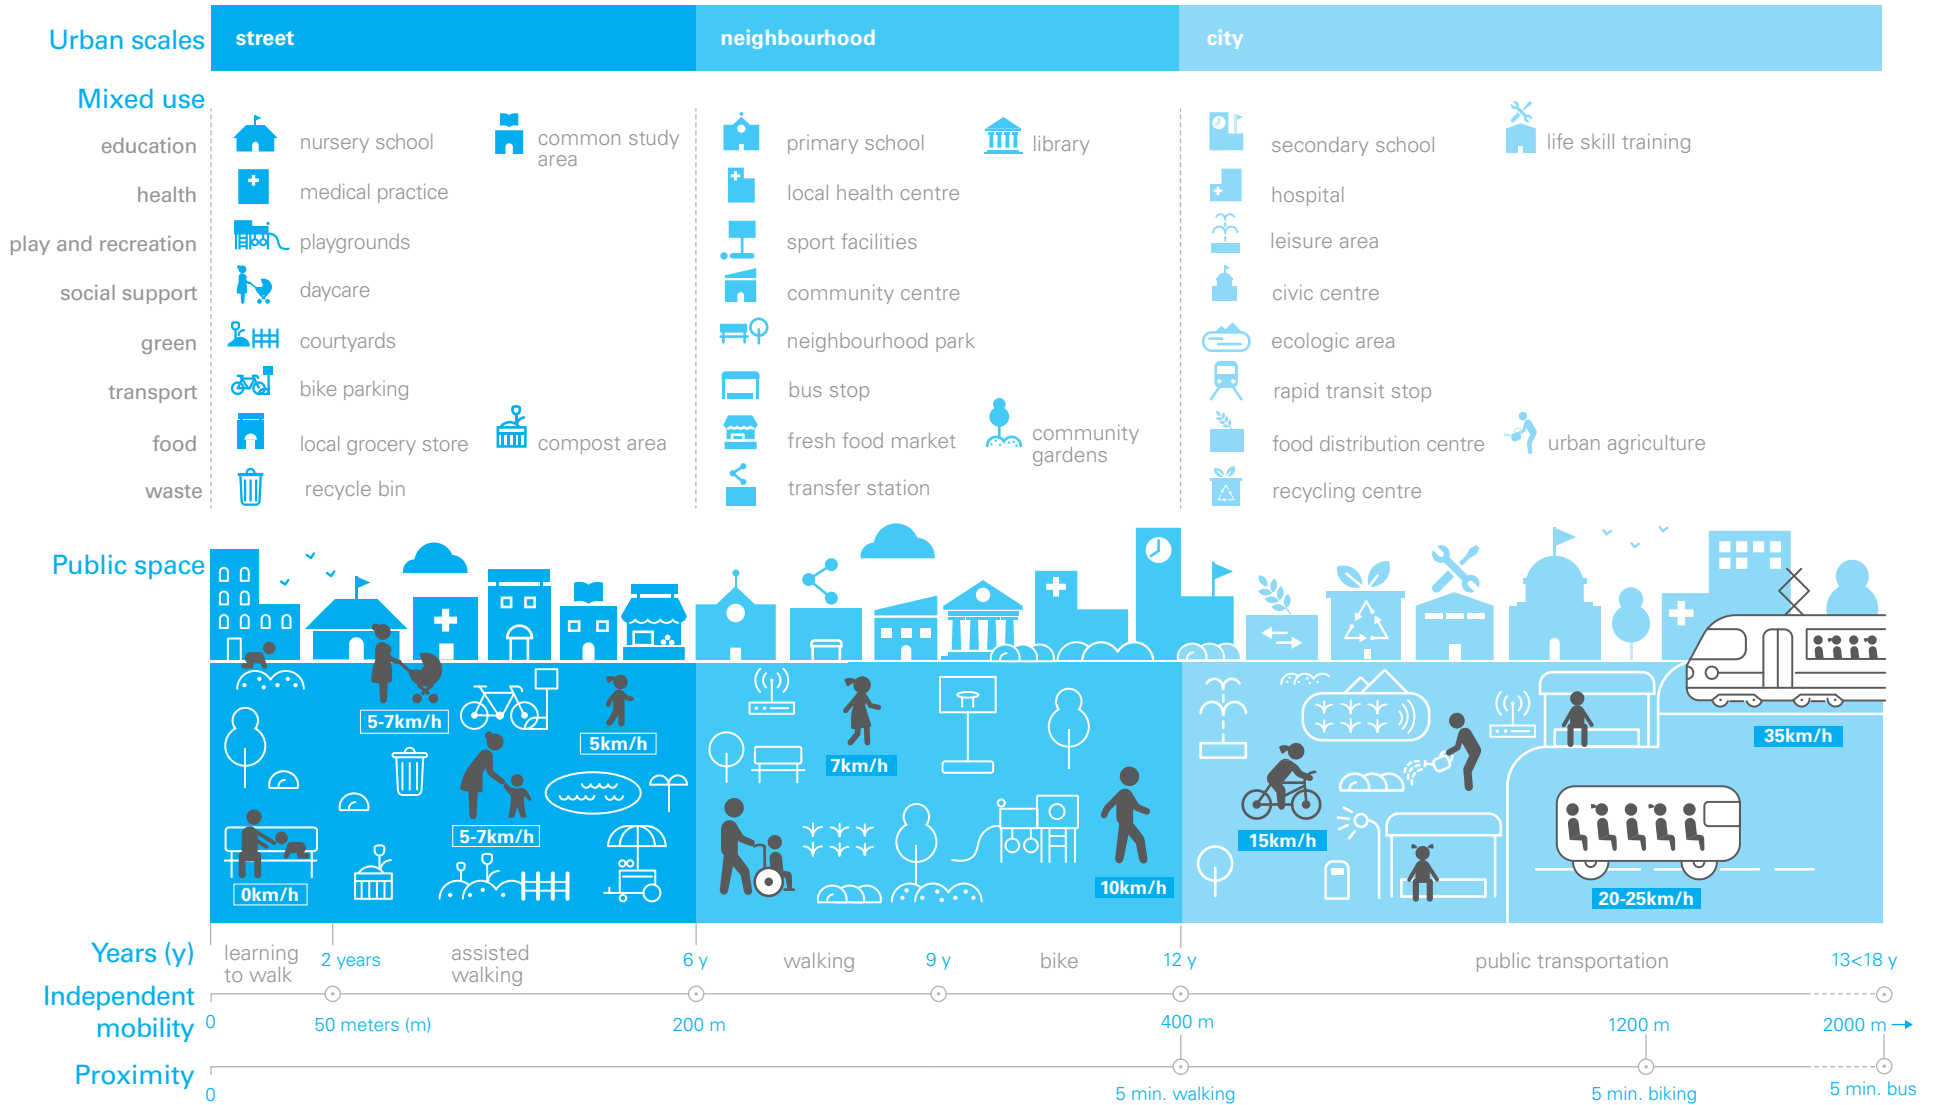 Urban scales
street
neighbourhood
city
Mixed use
education
nursery school
common study
area
primary school
library
secondary school
life skill training
health
medical practice
local health centre
hospital
play and recreation
playgrounds
sport facilities
leisure area
social support
daycare
community centre
civic centre
green
courtyards
neighbourhood park
ecologic area
transport
bike parking
bus stop
rapid transit stop
food
local grocery store
compost area
fresh food market
community
gardens
food distribution centre
urban agriculture
waste
recycle bin
transfer station
recycling centre
Public space
5-7km/h
5km/h
7km/h
35km/h
5-7km/h
15km/h
0km/h
10km/h
20-25km/h
Years (y)
learning
to walk
2 years
assisted
walking
6 y
walking
9 y
bike
12 y
public transportation
13<18 y
Independent
mobility
0
50 meters (m)
200 m
400 m
1200 m
2000 m
Proximity
0
5 min. walking
5 min. biking
5 min. bus